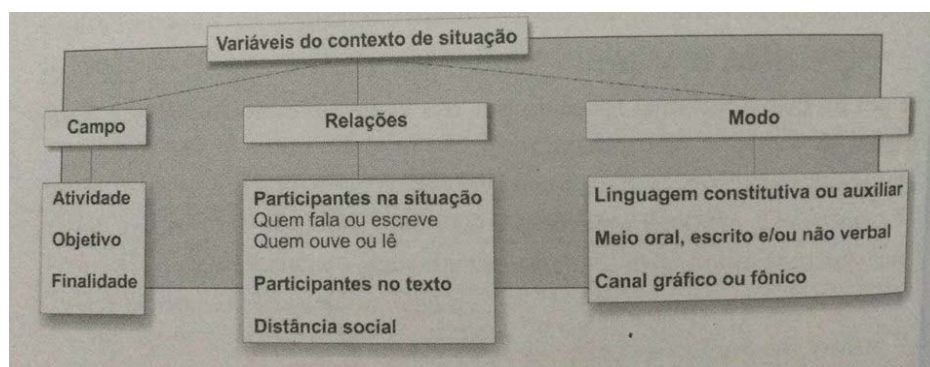 Variáveis do contexto de situação
Campo
Relações
Modo
Atividade
Objetivo
Finalidade
Participantes na situação
Quem fala ou escreve
Quem ouve ou lê
Participantes no texto
Distância social
Linguagem constitutiva ou auxiliar
Meio oral, escrito e/ou não verbal
Canal gráfico ou fônico